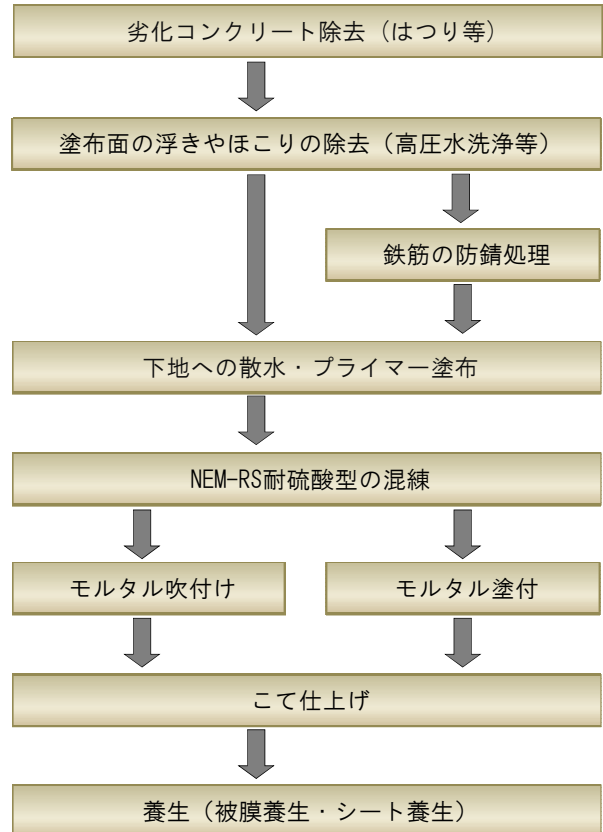 劣化コンクリート除去（はつり等）
塗布面の浮きやほこりの除去（高圧水洗浄等）
鉄筋の防錆処理
下地への散水・プライマー塗布
NEM-RS耐硫酸型の混練
モルタル吹付け
モルタル塗付
こて仕上げ
養生（被膜養生・シート養生）